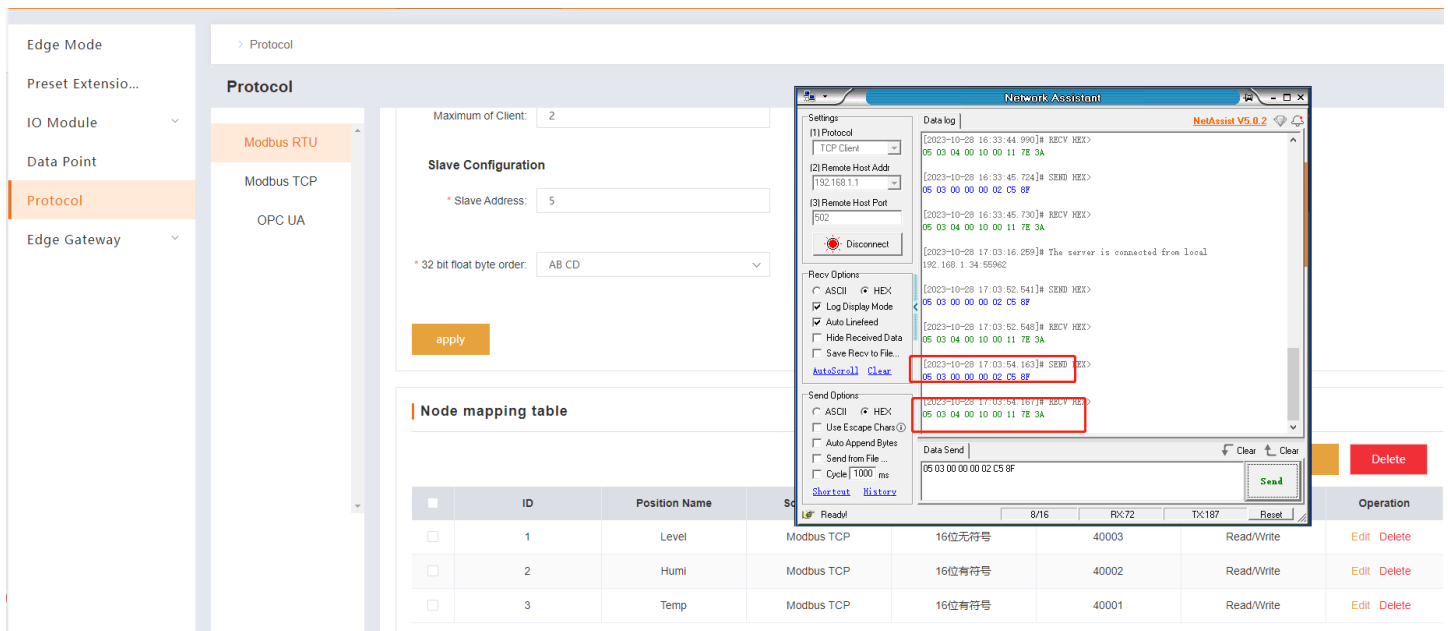 Edge Mode
Preset Extensio...
IO Module
Data Point
Protocol
Edge Gateway
> Protocol
Protocol
Modbus RTU
Modbus TCP
OPC UA
Maximum of Client: 2
Slave Configuration
* Slave Address: 5
* 32 bit float byte order: AB CD
apply
Node mapping table
Delete
ID Position Name Operation
1 Level Modbus TCP 16位无符号 40003 Read/Write Edit Delete
2 Humi Modbus TCP 16位有符号 40002 Read/Write Edit Delete
3 Temp Modbus TCP 16位有符号 40001 Read/Write Edit Delete
Network Assistant
Settings
(1) Protocol
TCP Client
(2) Remote Host Addr
192.168.1.1
(3) Remote Host Port
502
Disconnect
Recv Options
ASCII HEX
Log Display Mode
Auto Linefeed
Hide Received Data
Save Recv to File...
AutoScroll Clear
Send Options
ASCII HEX
Use Escape Chars
Auto Append Bytes
Send from File ...
Cycle 1000 ms
Shortcut History
Data log
NetAssist V5.0.2
[2023-10-28 16:33:44.990]# RECV HEX>
05 03 04 00 10 00 11 7E 3A
[2023-10-28 16:33:45.724]# SEND HEX>
05 03 00 00 00 02 C5 8F
[2023-10-28 16:33:45.730]# RECV HEX>
05 03 04 00 10 00 11 7E 3A
[2023-10-28 17:03:16.259]# The server is connected from local
192.168.1.34:55962
[2023-10-28 17:03:52.541]# SEND HEX>
05 03 00 00 00 02 C5 8F
[2023-10-28 17:03:52.548]# RECV HEX>
05 03 04 00 10 00 11 7E 3A
[2023-10-28 17:03:54.163]# SEND HEX>
05 03 00 00 00 02 C5 8F
[2023-10-28 17:03:54.167]# RECV HEX>
05 03 04 00 10 00 11 7E 3A
Data Send
Clear Clear
05 03 00 00 00 02 C5 8F
Send
Ready! 8/16 RX:72 TX:187 Reset